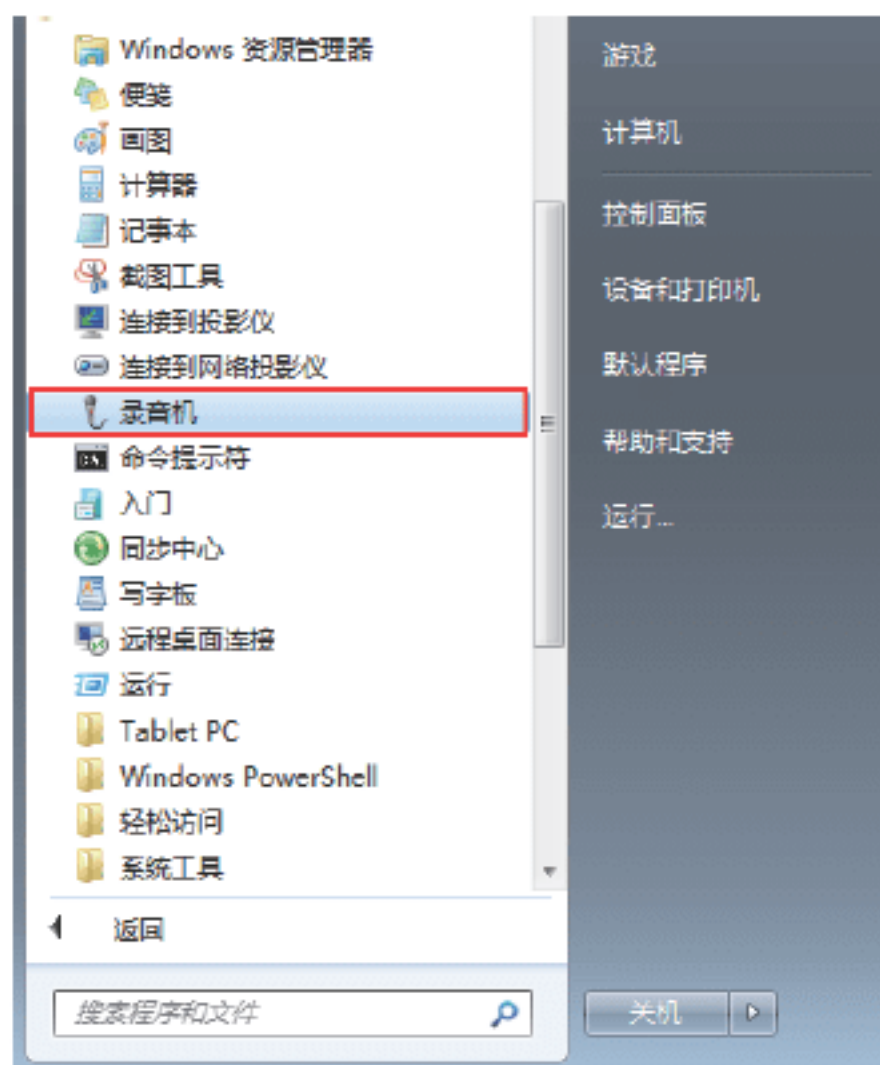 Windows 资源管理器
便笺
画图
计算器
记事本
截图工具
连接到投影仪
连接到网络投影仪
录音机
命令提示符
入门
同步中心
写字板
远程桌面连接
运行
Tablet PC
Windows PowerShell
轻松访问
系统工具
返回
搜索程序和文件
游戏
计算机
控制面板
设备和打印机
默认程序
帮助和支持
运行...
关机